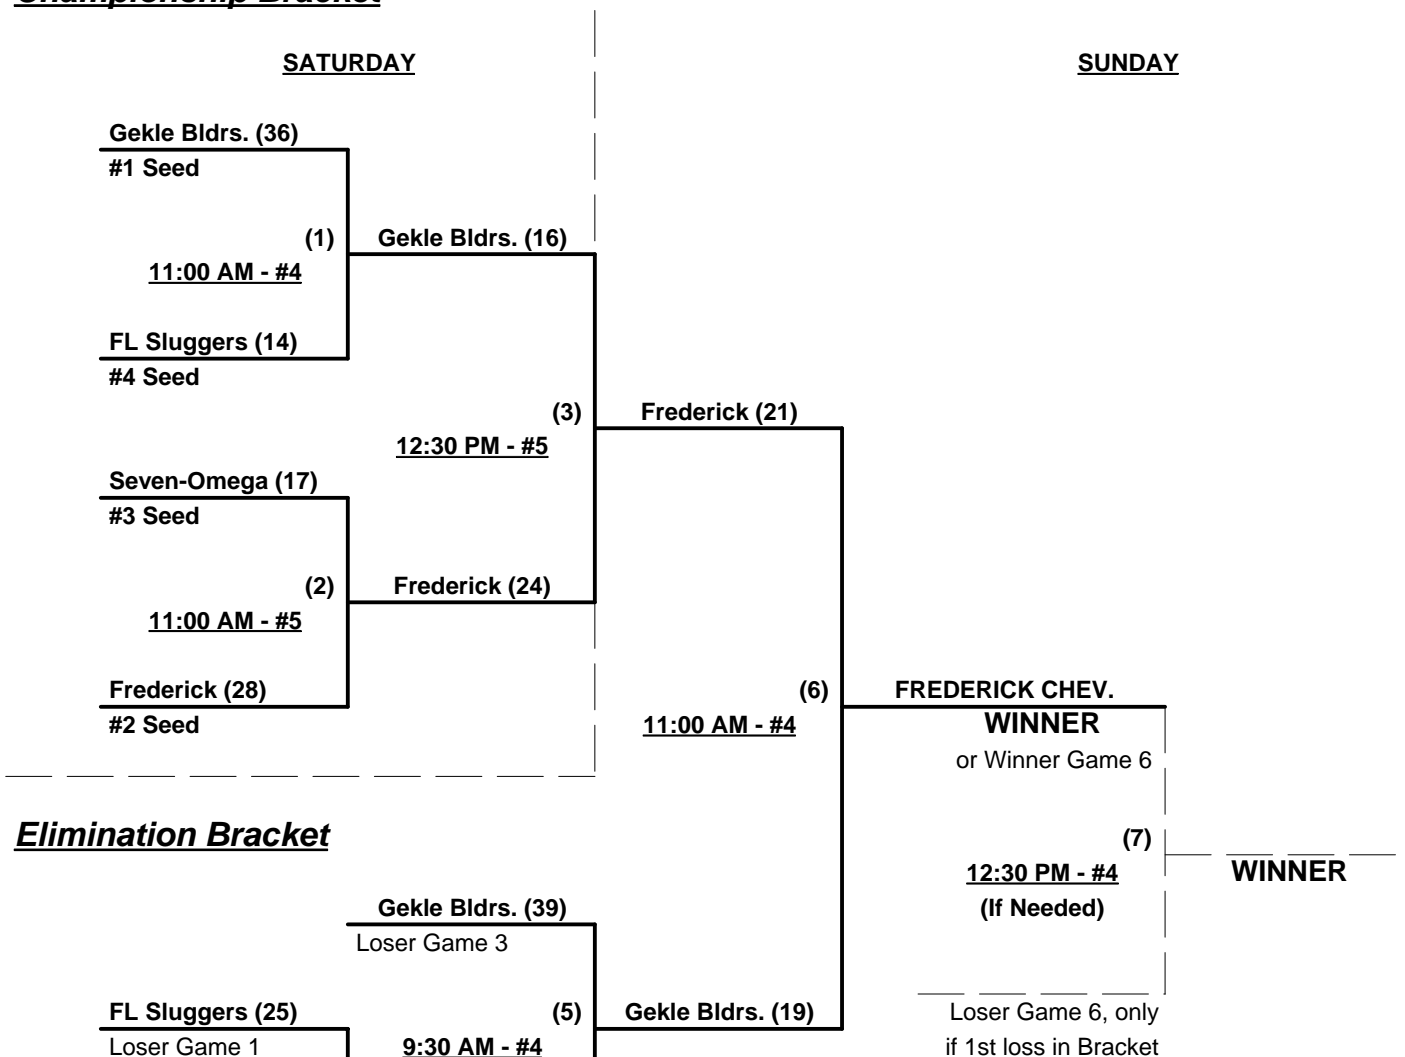 Championship Bracket
SATURDAY
SUNDAY
Gekle Bldrs. (36)
#1 Seed
(1)
Gekle Bldrs. (16)
11:00 AM - #4
FL Sluggers (14)
#4 Seed
(3)
Frederick (21)
12:30 PM - #5
Seven-Omega (17)
#3 Seed
(2)
Frederick (24)
11:00 AM - #5
Frederick (28)
#2 Seed
(6)
FREDERICK CHEV.
11:00 AM - #4
WINNER
or Winner Game 6
Elimination Bracket
(7)
12:30 PM - #4
WINNER
(If Needed)
Gekle Bldrs. (39)
Loser Game 3
FL Sluggers (25)
(5)
Gekle Bldrs. (19)
Loser Game 6, only
Loser Game 1
9:30 AM - #4
if 1st loss in Bracket